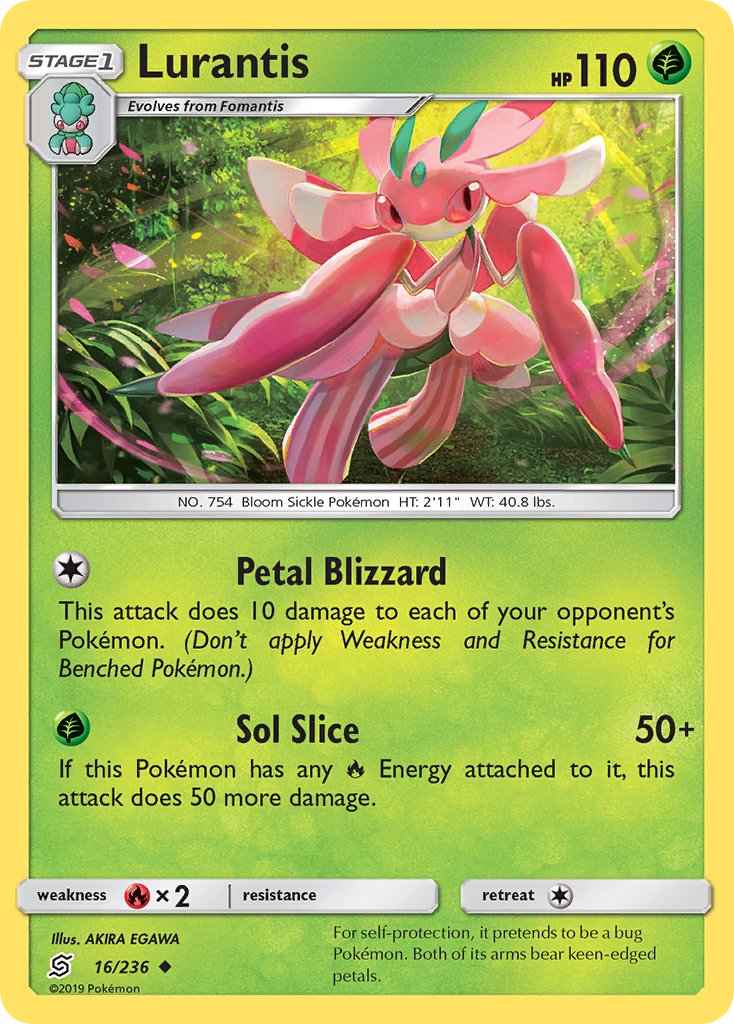 STAGE1
Lurantis
HP110
Evolves from Fomantis
NO. 754 Bloom Sickle Pokémon HT: 2'11" WT: 40.8 lbs.
Petal Blizzard
This attack does 10 damage to each of your opponent's
Pokémon. (Don't apply Weakness and Resistance for
Benched Pokémon.)
Sol Slice 50+
If this Pokémon has any Energy attached to it, this
attack does 50 more damage.
weakness ×2 resistance retreat
Illus. AKIRA EGAWA
16/236
©2019 Pokémon
For self-protection, it pretends to be a bug
Pokémon. Both of its arms bear keen-edged
petals.